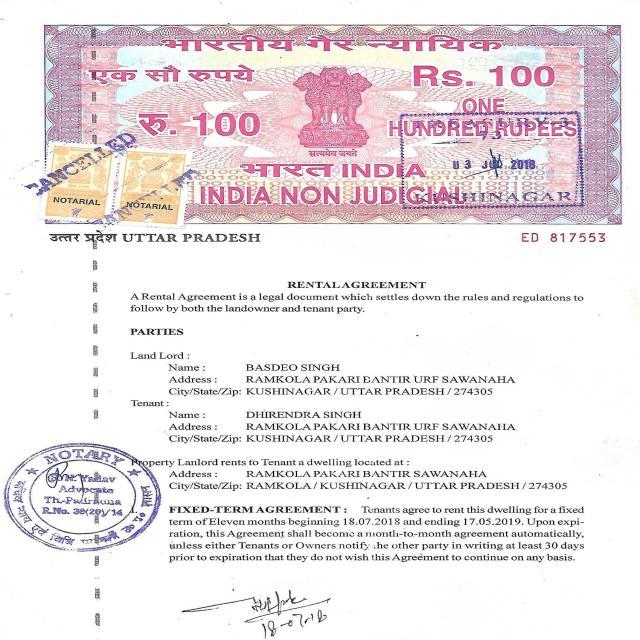 भारतीय गैर न्यायिक
एक सौ रुपये
Rs. 100
रु. 100
ONE
HUNDRED RUPEES
सत्यमेव जयते
भारत INDIA
INDIA NON JUDICIAL
CANCELLED
NOTARIAL
NOTARIAL
2018
KUSHINAGAR
उत्तर प्रदेश UTTAR PRADESH
ED 817553
RENTALAGREEMENT
A Rental Agreement is a legal document which settles down the rules and regulations to
follow by both the landowner and tenant party.
PARTIES
Land Lord :
Name : BASDEO SINGH
Address : RAMKOLA PAKARI BANTIR URF SAWANAHA
City/State/Zip: KUSHINAGAR / UTTAR PRADESH / 274305
Tenant :
Name : DHIRENDRA SINGH
Address : RAMKOLA PAKARI BANTIR URF SAWANAHA
City/State/Zip: KUSHINAGAR / UTTAR PRADESH / 274305
Property Lanlord rents to Tenant a dwelling located at :
Address : RAMKOLA PAKARI BANTIR SAWANAHA
City/State/Zip: RAMKOLA / KUSHINAGAR / UTTAR PRADESH / 274305
NOTARY
Yadav
Advocate
Th-Padrauna
R.No. 38(20)/14
1. FIXED-TERM AGREEMENT : Tenants agree to rent this dwelling for a fixed
term of Eleven months beginning 18.07.2018 and ending 17.05.2019. Upon expi-
ration, this Agreement shall become a month-to-month agreement automatically,
unless either Tenants or Owners notify the other party in writing at least 30 days
prior to expiration that they do not wish this Agreement to continue on any basis.
18-07-18